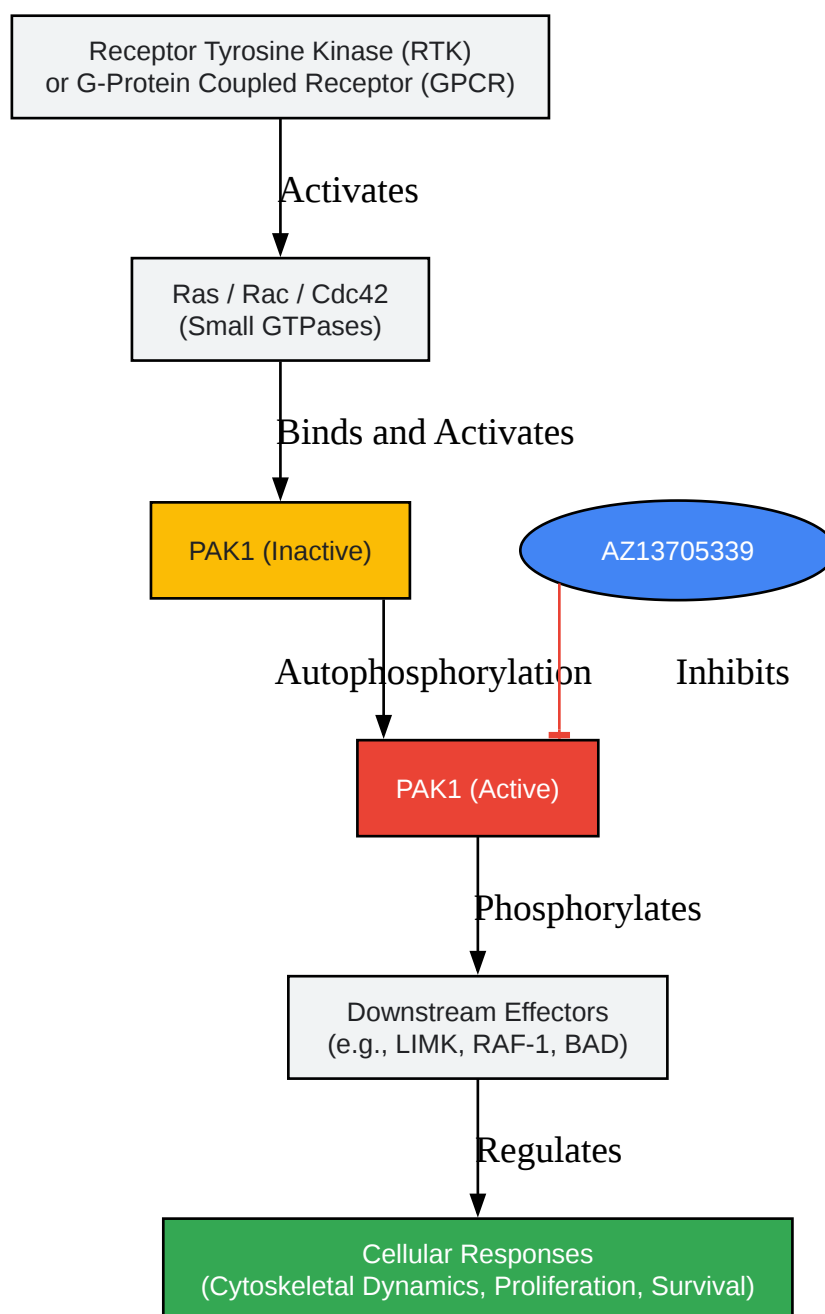 Receptor Tyrosine Kinase (RTK)
or G-Protein Coupled Receptor (GPCR)
Activates
Ras / Rac / Cdc42
(Small GTPases)
Binds and Activates
PAK1 (Inactive)
AZ13705339
Autophosphorylation
Inhibits
PAK1 (Active)
Phosphorylates
Downstream Effectors
(e.g., LIMK, RAF-1, BAD)
Regulates
Cellular Responses
(Cytoskeletal Dynamics, Proliferation, Survival)